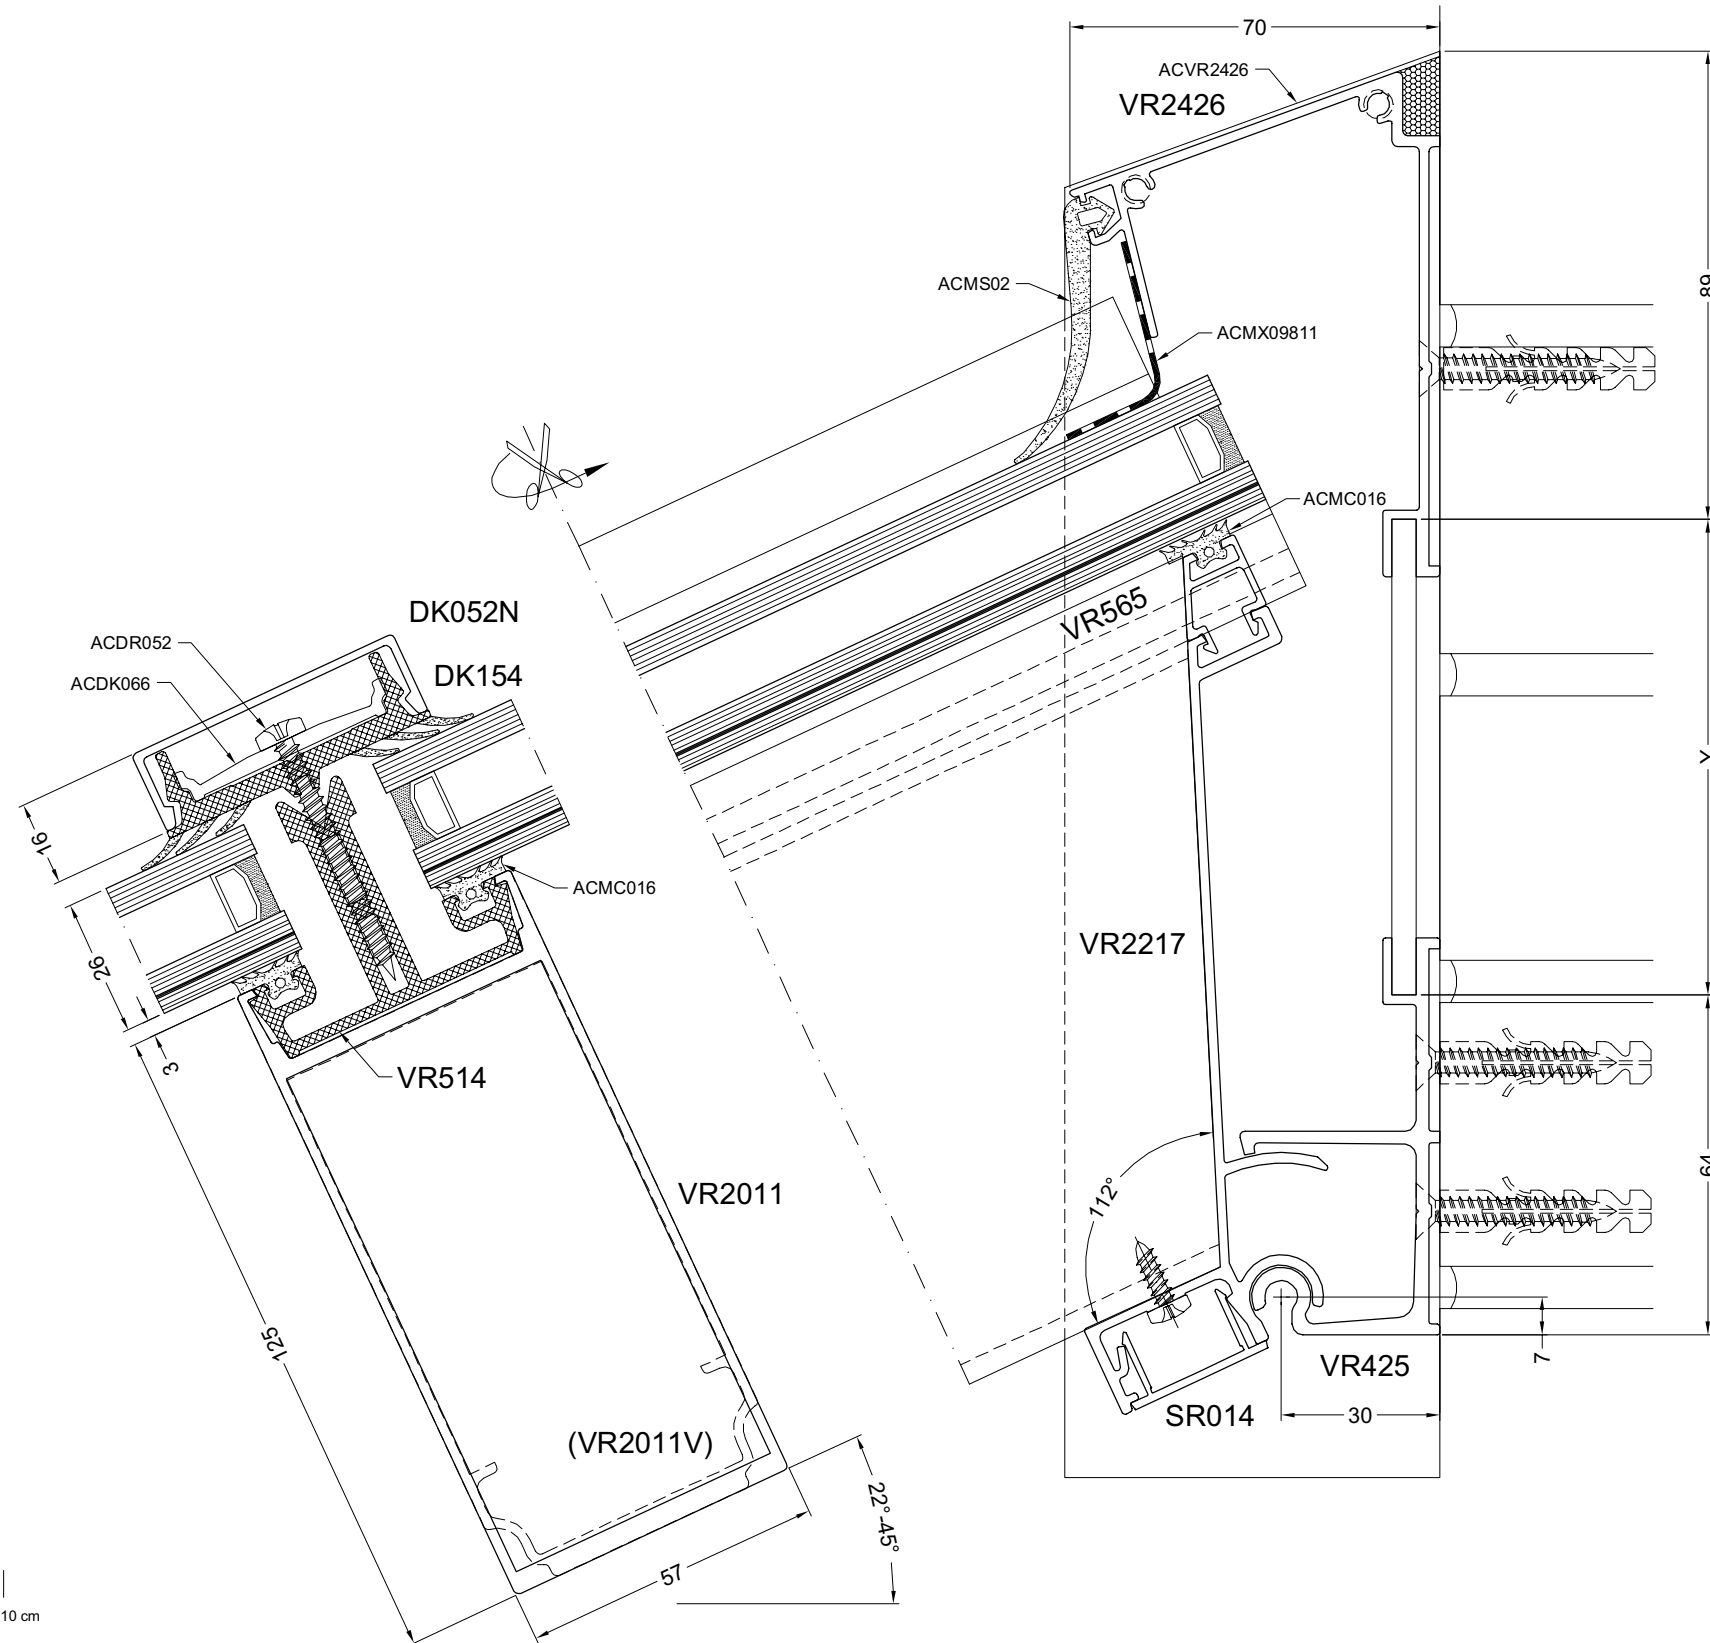 70
ACVR2426
VR2426
89
ACMS02
ACMX09811
ACMC016
DK052N
VR565
ACDR052
DK154
ACDK066
Y
16
ACMC016
VR2217
26
3
VR514
64
VR2011
112°
125
7
VR425
30
SR014
(VR2011V)
22°-45°
57
10 cm